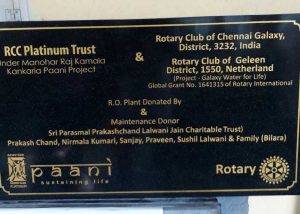 RCC Platinum Trust
Under Manohar Raj Kamala
Kankaria Paani Project
&
Rotary Club of Chennai Galaxy,
District, 3232, India
Rotary Club of Geleen
District, 1550, Netherland
(Project - Galaxy Water for Life)
Global Grant No. 1641315 of Rotary International
R.O. Plant Donated By
&
Maintenance Donor
Sri Parasmal Prakashchand Lalwani Jain Charitable Trust)
Prakash Chand, Nirmala Kumari, Sanjay, Praveen, Sushil Lalwani & Family (Bilara)
paani
sustaining life
Rotary